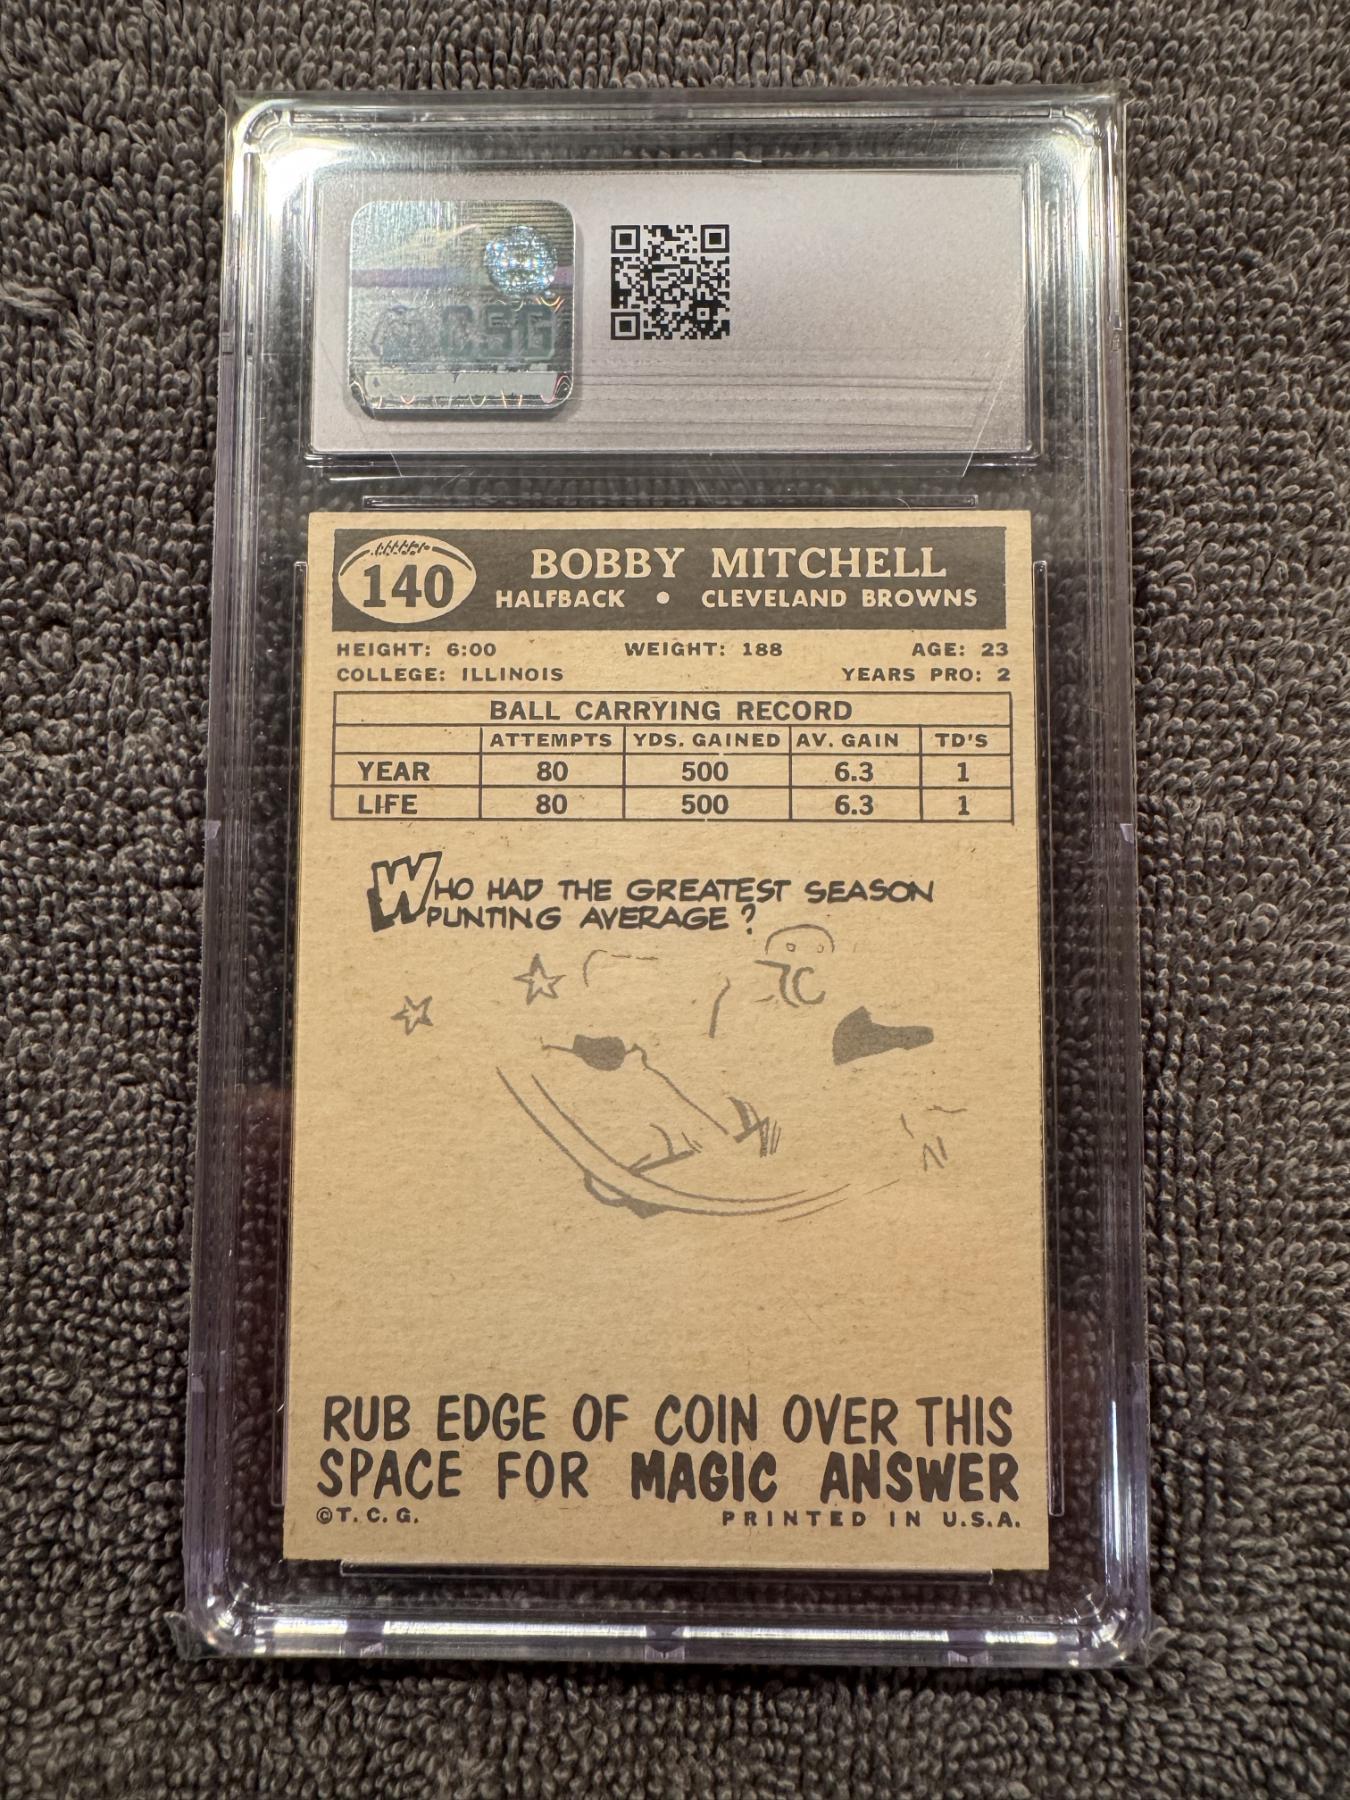 CSG
140
BOBBY MITCHELL
HALFBACK • CLEVELAND BROWNS
HEIGHT: 6:00 WEIGHT: 188 AGE: 23
COLLEGE: ILLINOIS YEARS PRO: 2
BALL CARRYING RECORD
ATTEMPTS YDS. GAINED AV. GAIN TD'S
YEAR 80 500 6.3 1
LIFE 80 500 6.3 1
WHO HAD THE GREATEST SEASON
PUNTING AVERAGE?
RUB EDGE OF COIN OVER THIS
SPACE FOR MAGIC ANSWER
©T. C. G. PRINTED IN U.S.A.